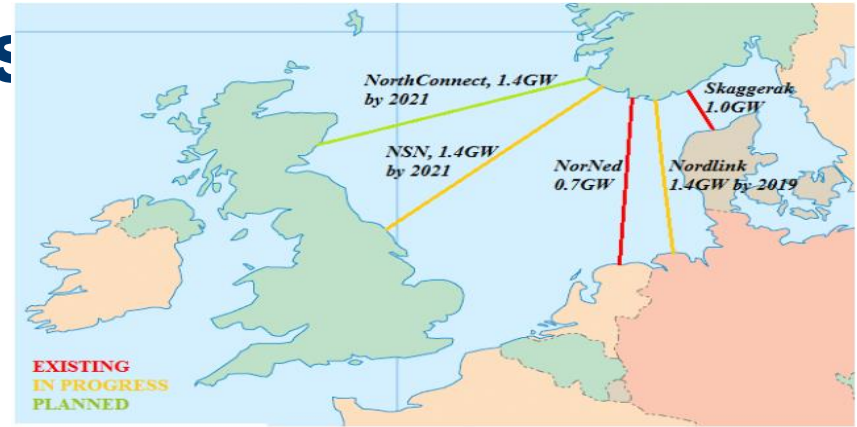 s
NorthConnect, 1.4GW
by 2021
Skaggerak
1.0GW
NSN, 1.4GW
by 2021
NorNed
0.7GW
Nordlink
1.4GW by 2019
EXISTING
IN PROGRESS
PLANNED